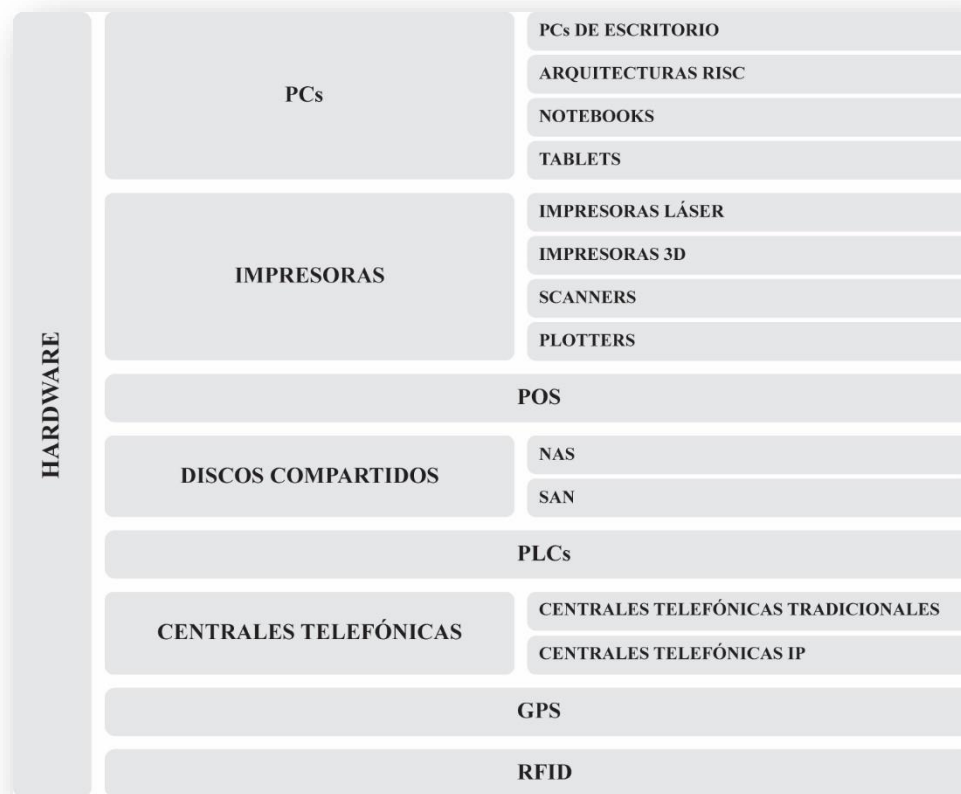 HARDWARE
PCs
PCs DE ESCRITORIO
ARQUITECTURAS RISC
NOTEBOOKS
TABLETS
IMPRESORAS
IMPRESORAS LÁSER
IMPRESORAS 3D
SCANNERS
PLOTTERS
POS
DISCOS COMPARTIDOS
NAS
SAN
PLCs
CENTRALES TELEFÓNICAS
CENTRALES TELEFÓNICAS TRADICIONALES
CENTRALES TELEFÓNICAS IP
GPS
RFID